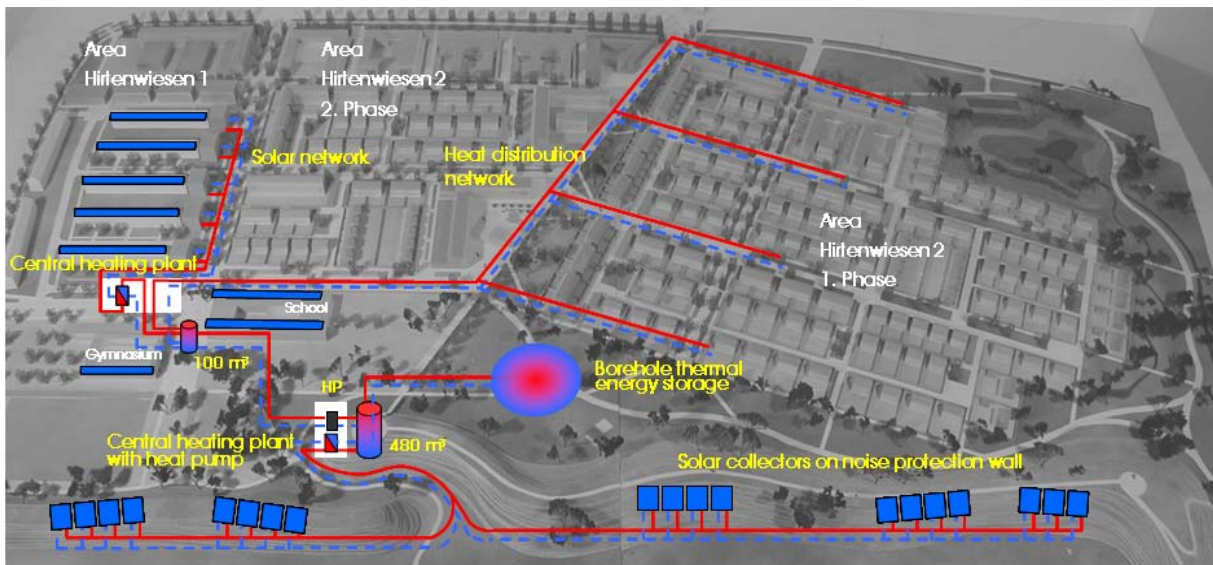 Area
Hirtenwiesen 1
Area
Hirtenwiesen 2
2. Phase
Solar network
Heat distribution
network
Area
Hirtenwiesen 2
1. Phase
Central heating plant
School
Gymnasium
100 m³
HP
Borehole thermal
energy storage
480 m³
Central heating plant
with heat pump
Solar collectors on noise protection wall